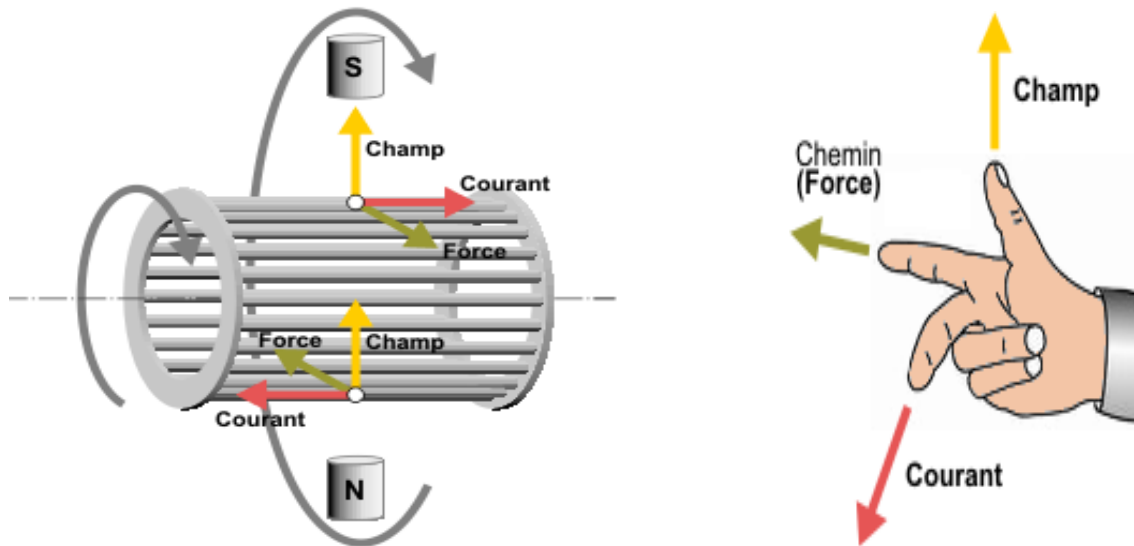 S
Champ
Courant
Force
Force
Champ
Courant
N
Champ
Chemin
(Force)
Courant